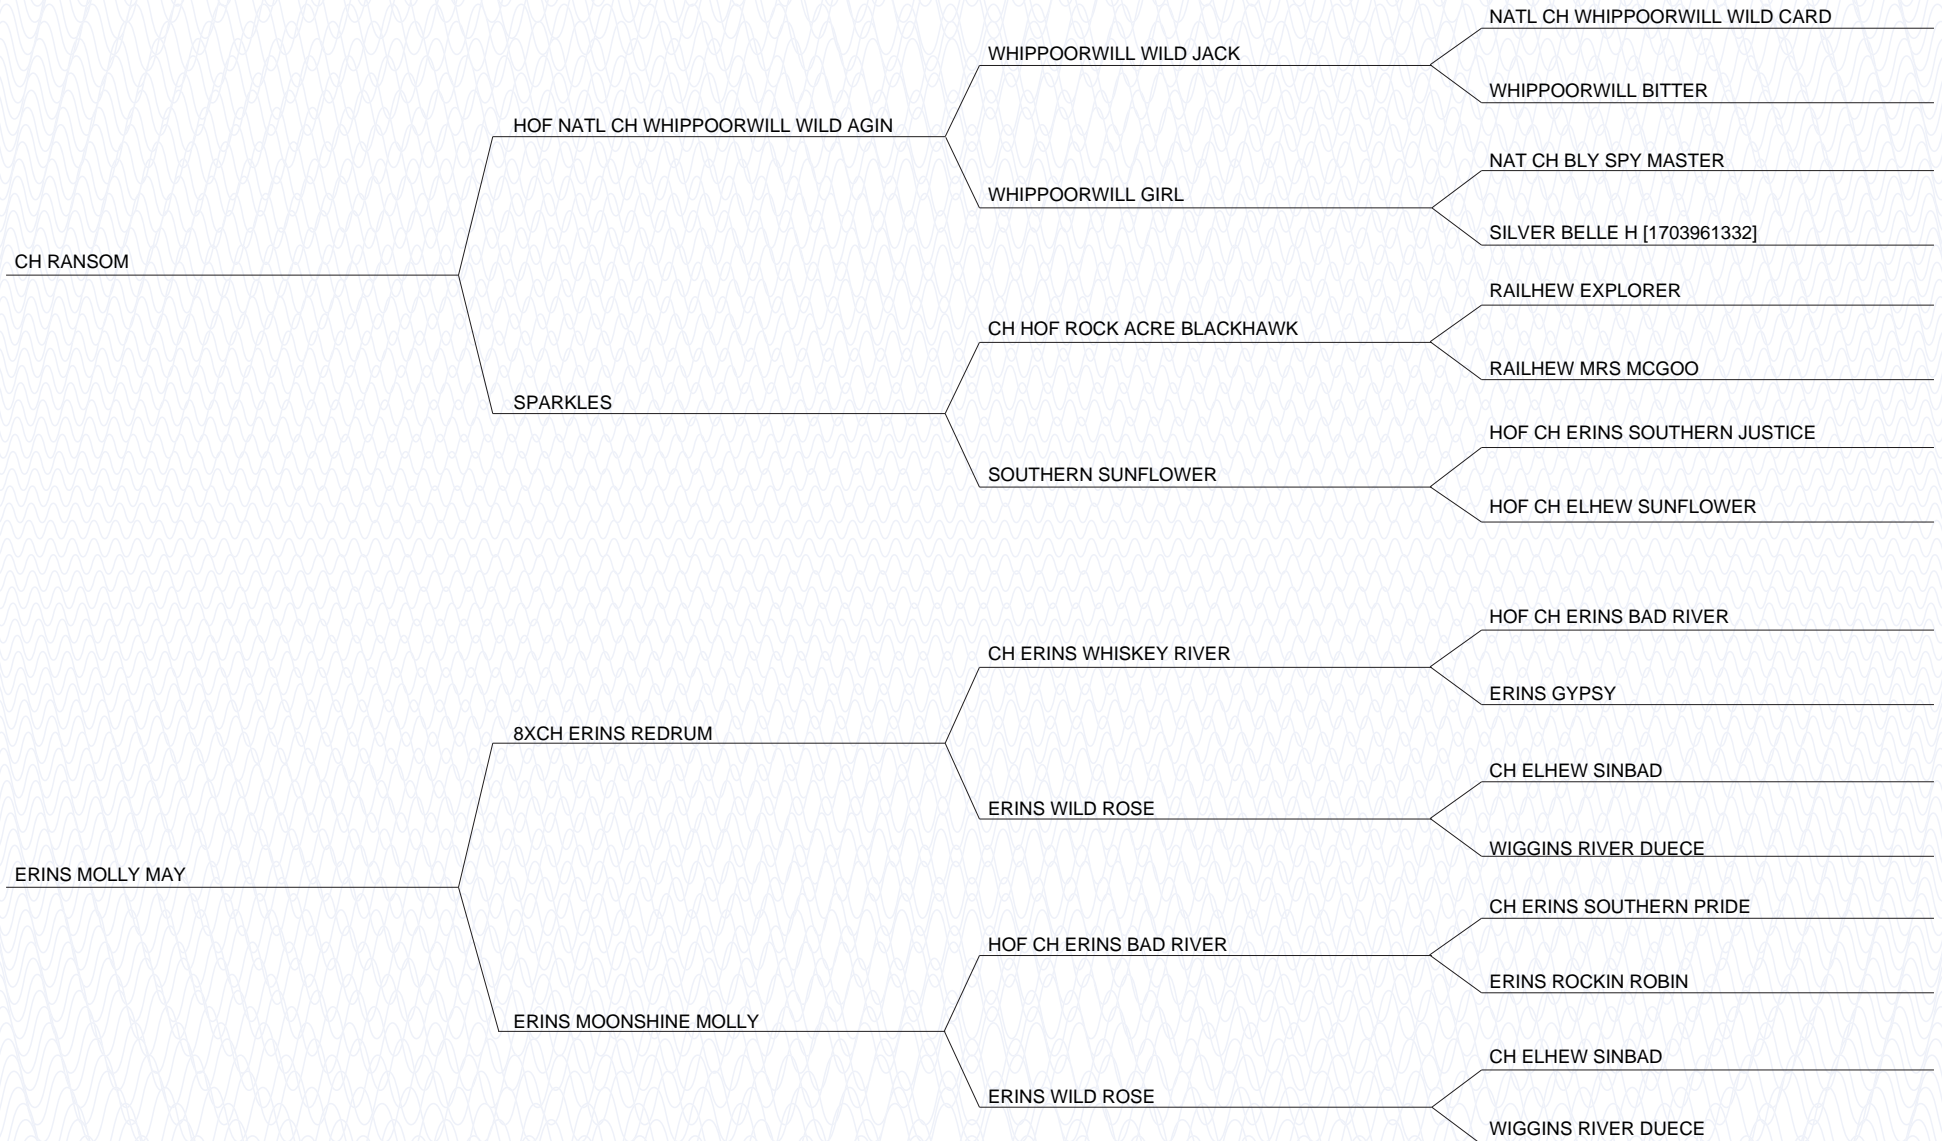 NATL CH WHIPPOORWILL WILD CARD
WHIPPOORWILL WILD JACK
WHIPPOORWILL BITTER
HOF NATL CH WHIPPOORWILL WILD AGIN
NAT CH BLY SPY MASTER
WHIPPOORWILL GIRL
SILVER BELLE H [1703961332]
CH RANSOM
RAILHEW EXPLORER
CH HOF ROCK ACRE BLACKHAWK
RAILHEW MRS MCGOO
SPARKLES
HOF CH ERINS SOUTHERN JUSTICE
SOUTHERN SUNFLOWER
HOF CH ELHEW SUNFLOWER
HOF CH ERINS BAD RIVER
CH ERINS WHISKEY RIVER
ERINS GYPSY
8XCH ERINS REDRUM
CH ELHEW SINBAD
ERINS WILD ROSE
WIGGINS RIVER DUECE
ERINS MOLLY MAY
CH ERINS SOUTHERN PRIDE
HOF CH ERINS BAD RIVER
ERINS ROCKIN ROBIN
ERINS MOONSHINE MOLLY
CH ELHEW SINBAD
ERINS WILD ROSE
WIGGINS RIVER DUECE